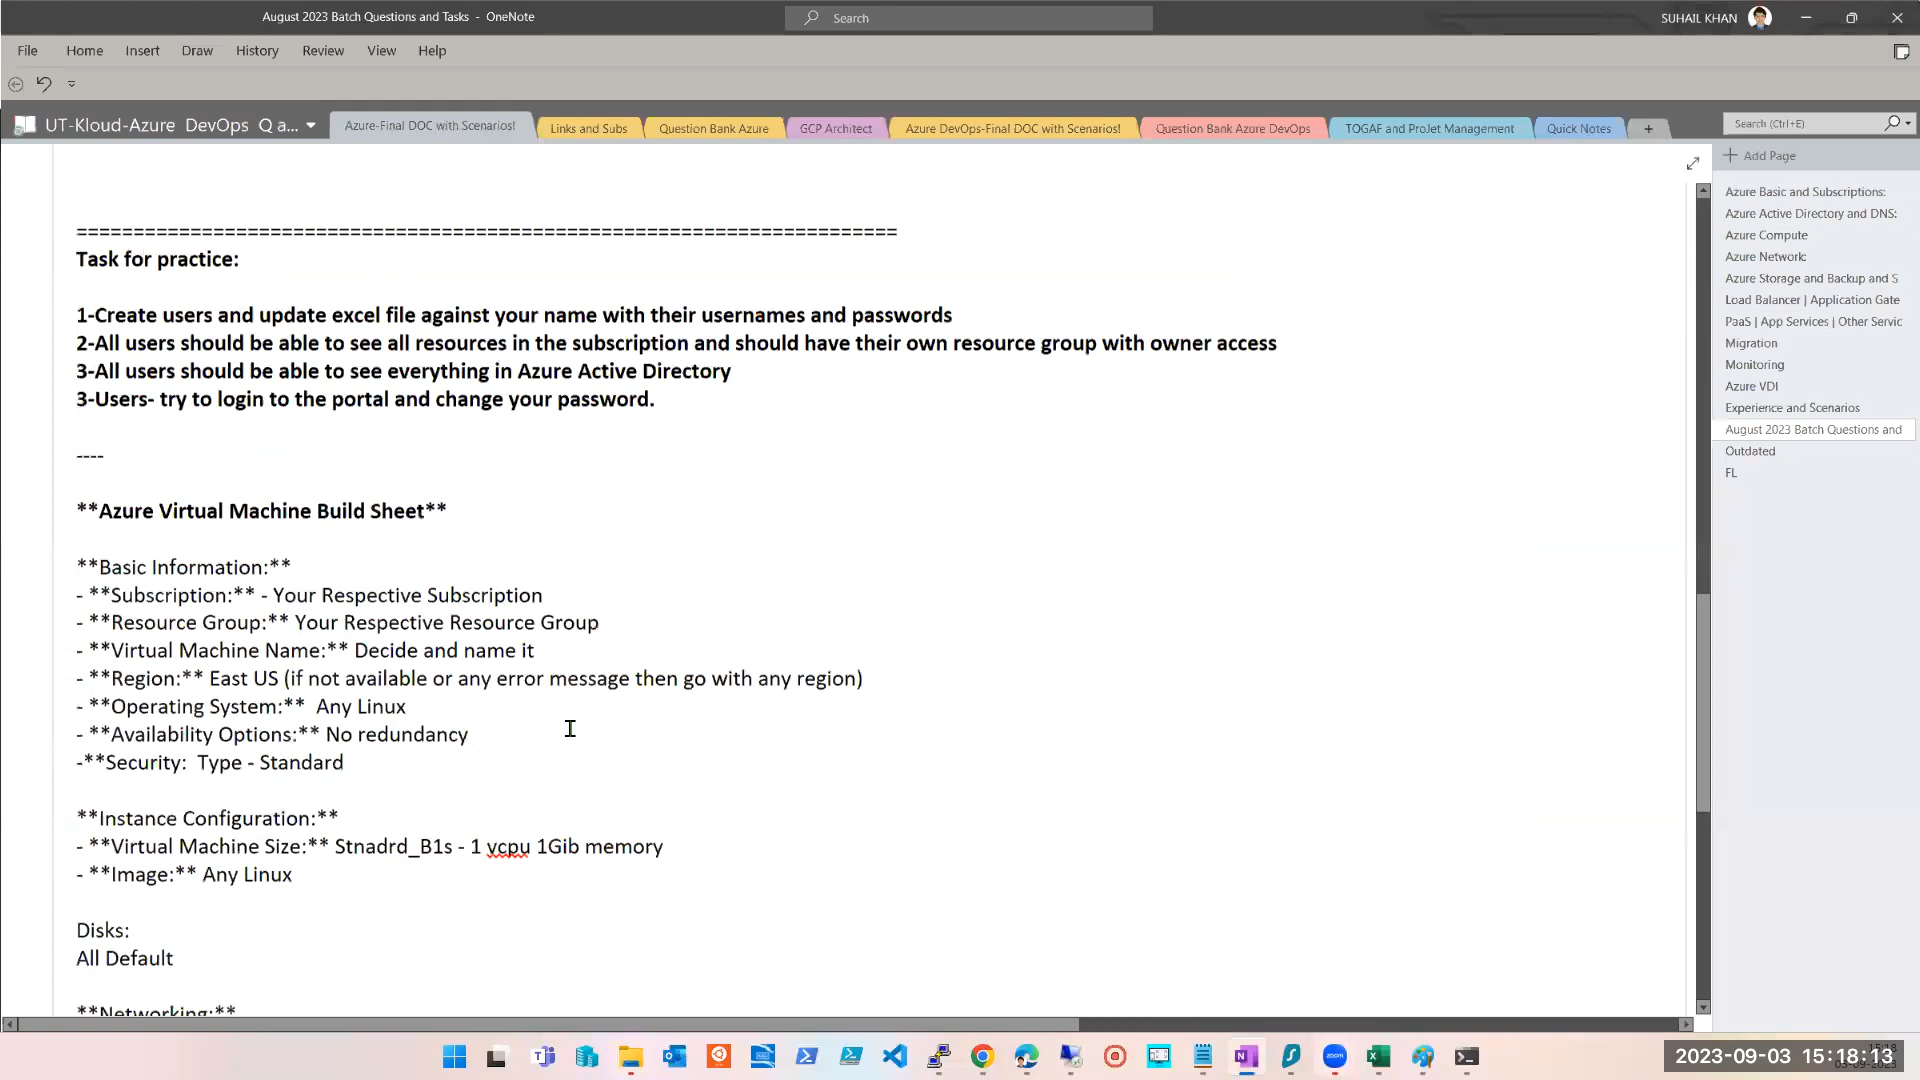 August 2023 Batch Questions and Tasks - OneNote
Search
SUHAIL KHAN
File Home Insert Draw History Review View Help
UT-Kloud-Azure DevOps Q a...
Azure-Final DOC with Scenarios!
Links and Subs
Question Bank Azure
GCP Architect
Azure DevOps-Final DOC with Scenarios!
Question Bank Azure DevOps
TOGAF and ProJet Management
Quick Notes
+
Search (Ctrl+E)
========================================================================
Task for practice:
1-Create users and update excel file against your name with their usernames and passwords
2-All users should be able to see all resources in the subscription and should have their own resource group with owner access
3-All users should be able to see everything in Azure Active Directory
3-Users- try to login to the portal and change your password.
----
**Azure Virtual Machine Build Sheet**
**Basic Information:**
- **Subscription:** - Your Respective Subscription
- **Resource Group:** Your Respective Resource Group
- **Virtual Machine Name:** Decide and name it
- **Region:** East US (if not available or any error message then go with any region)
- **Operating System:** Any Linux
- **Availability Options:** No redundancy
-**Security: Type - Standard
**Instance Configuration:**
- **Virtual Machine Size:** Stnadrd_B1s - 1 vcpu 1Gib memory
- **Image:** Any Linux
Disks:
All Default
**Networking:**
Add Page
Azure Basic and Subscriptions:
Azure Active Directory and DNS:
Azure Compute
Azure Network:
Azure Storage and Backup and S
Load Balancer | Application Gate
PaaS | App Services | Other Servic
Migration
Monitoring
Azure VDI
Experience and Scenarios
August 2023 Batch Questions and
Outdated
FL
zoom
2023-09-03 15:18:13